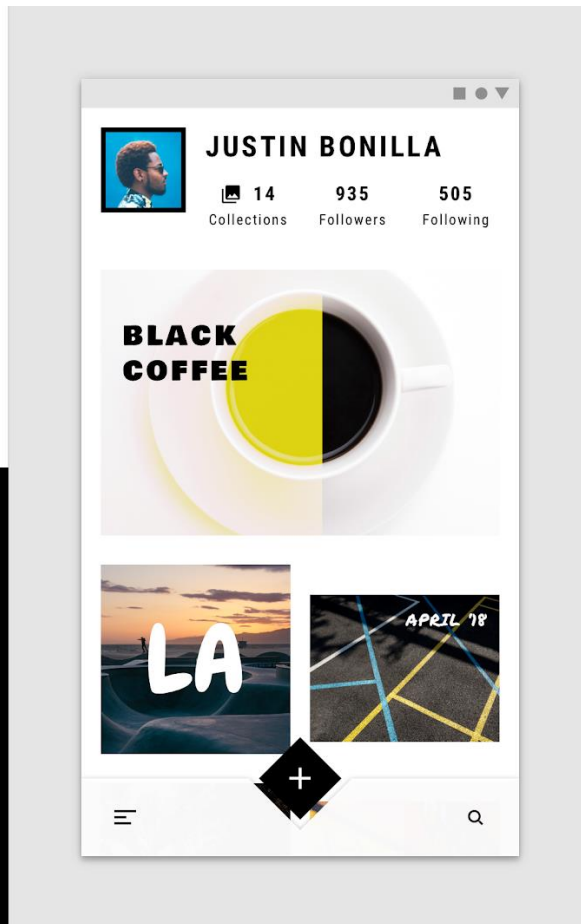 JUSTIN BONILLA
14 935 505
Collections Followers Following
BLACK
COFFEE
LA
APRIL '18